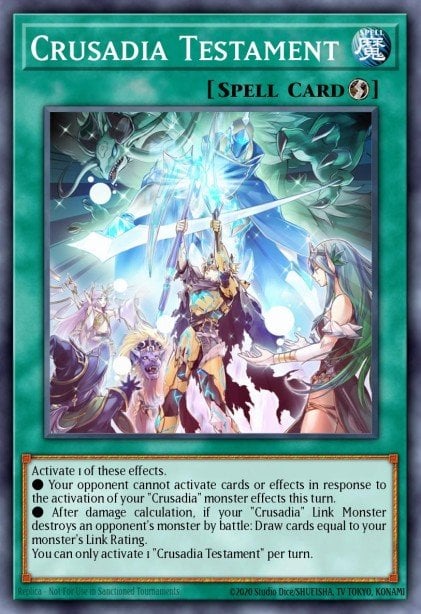 CRUSADIA TESTAMENT
SPELL
魔
[SPELL CARD]
Activate 1 of these effects.
● Your opponent cannot activate cards or effects in response to
the activation of your "Crusadia" monster effects this turn.
● After damage calculation, if your "Crusadia" Link Monster
destroys an opponent's monster by battle: Draw cards equal to your
monster's Link Rating.
You can only activate 1 "Crusadia Testament" per turn.
Replica - Not For Use in Sanctioned Tournaments
©2020 Studio Dice/SHUEISHA, TV TOKYO, KONAMI